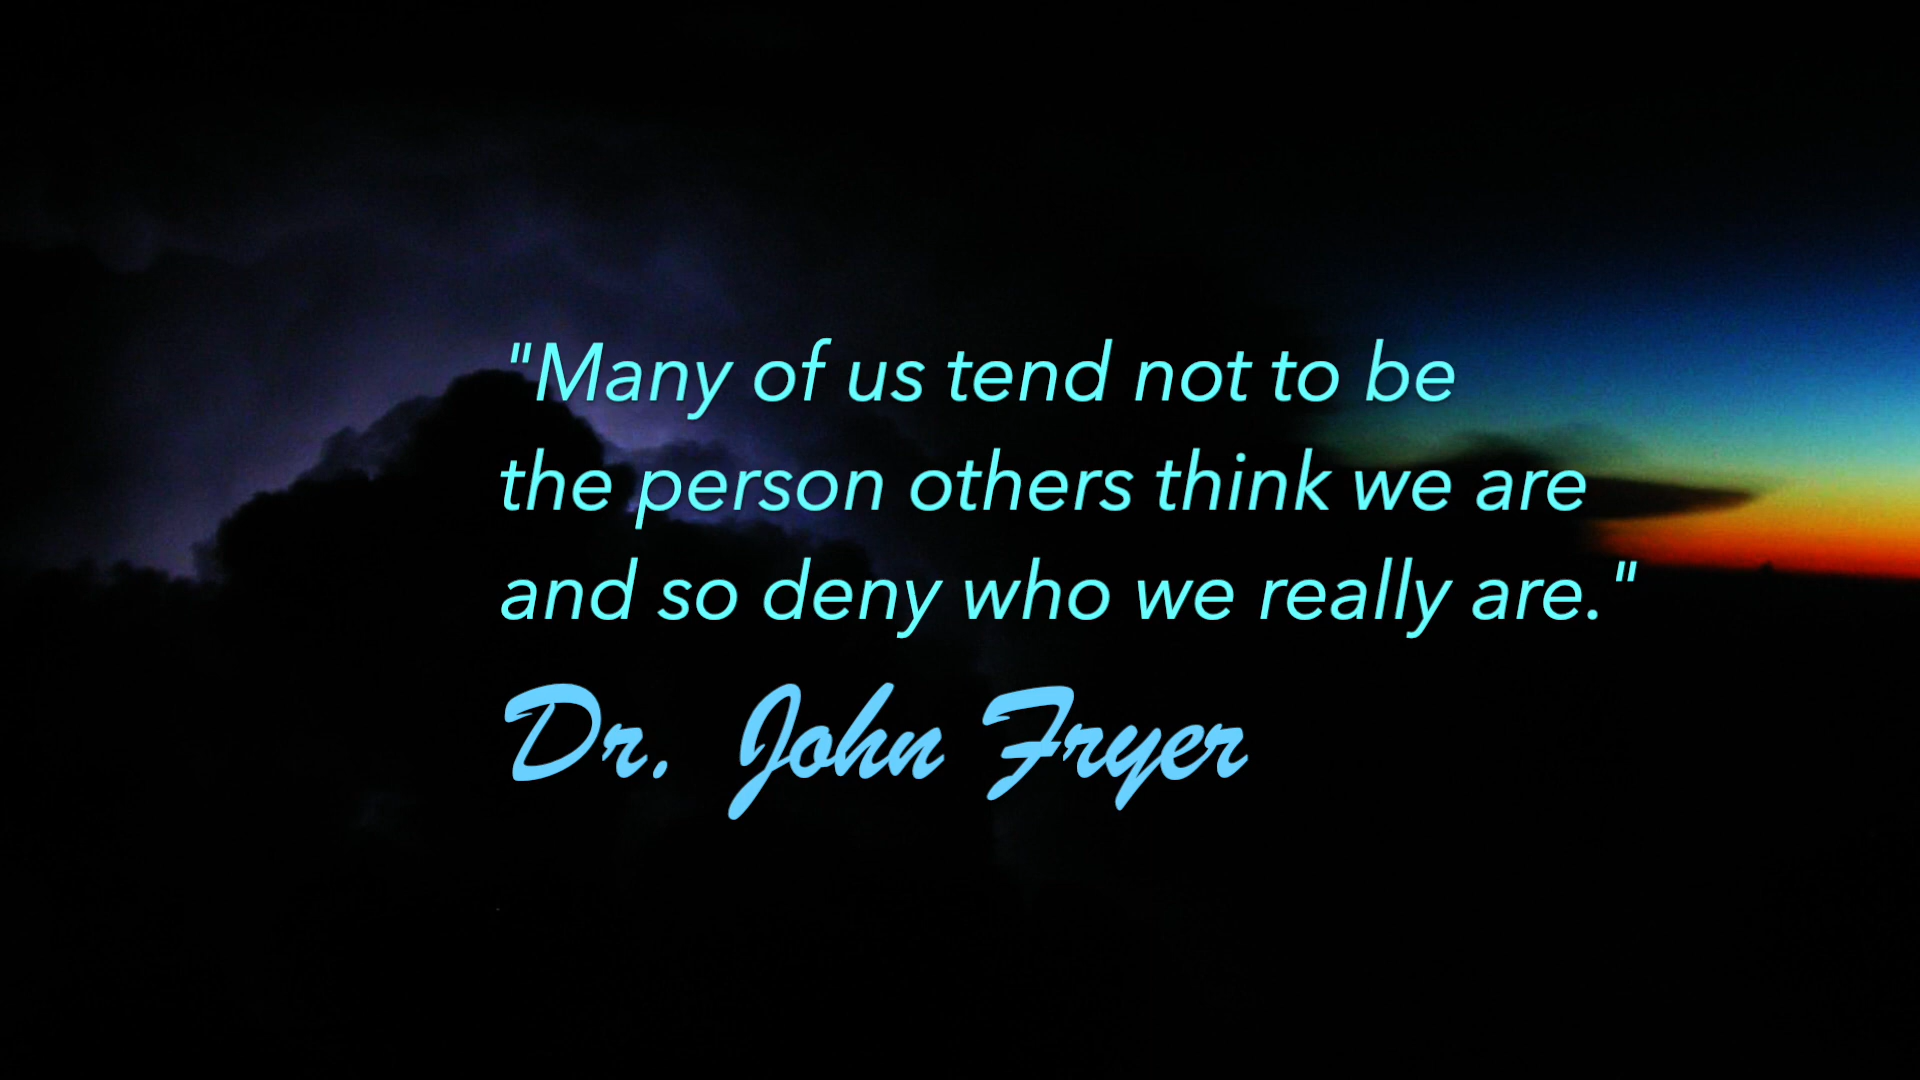 "Many of us tend not to be
the person others think we are
and so deny who we really are."
Dr. John Fryer